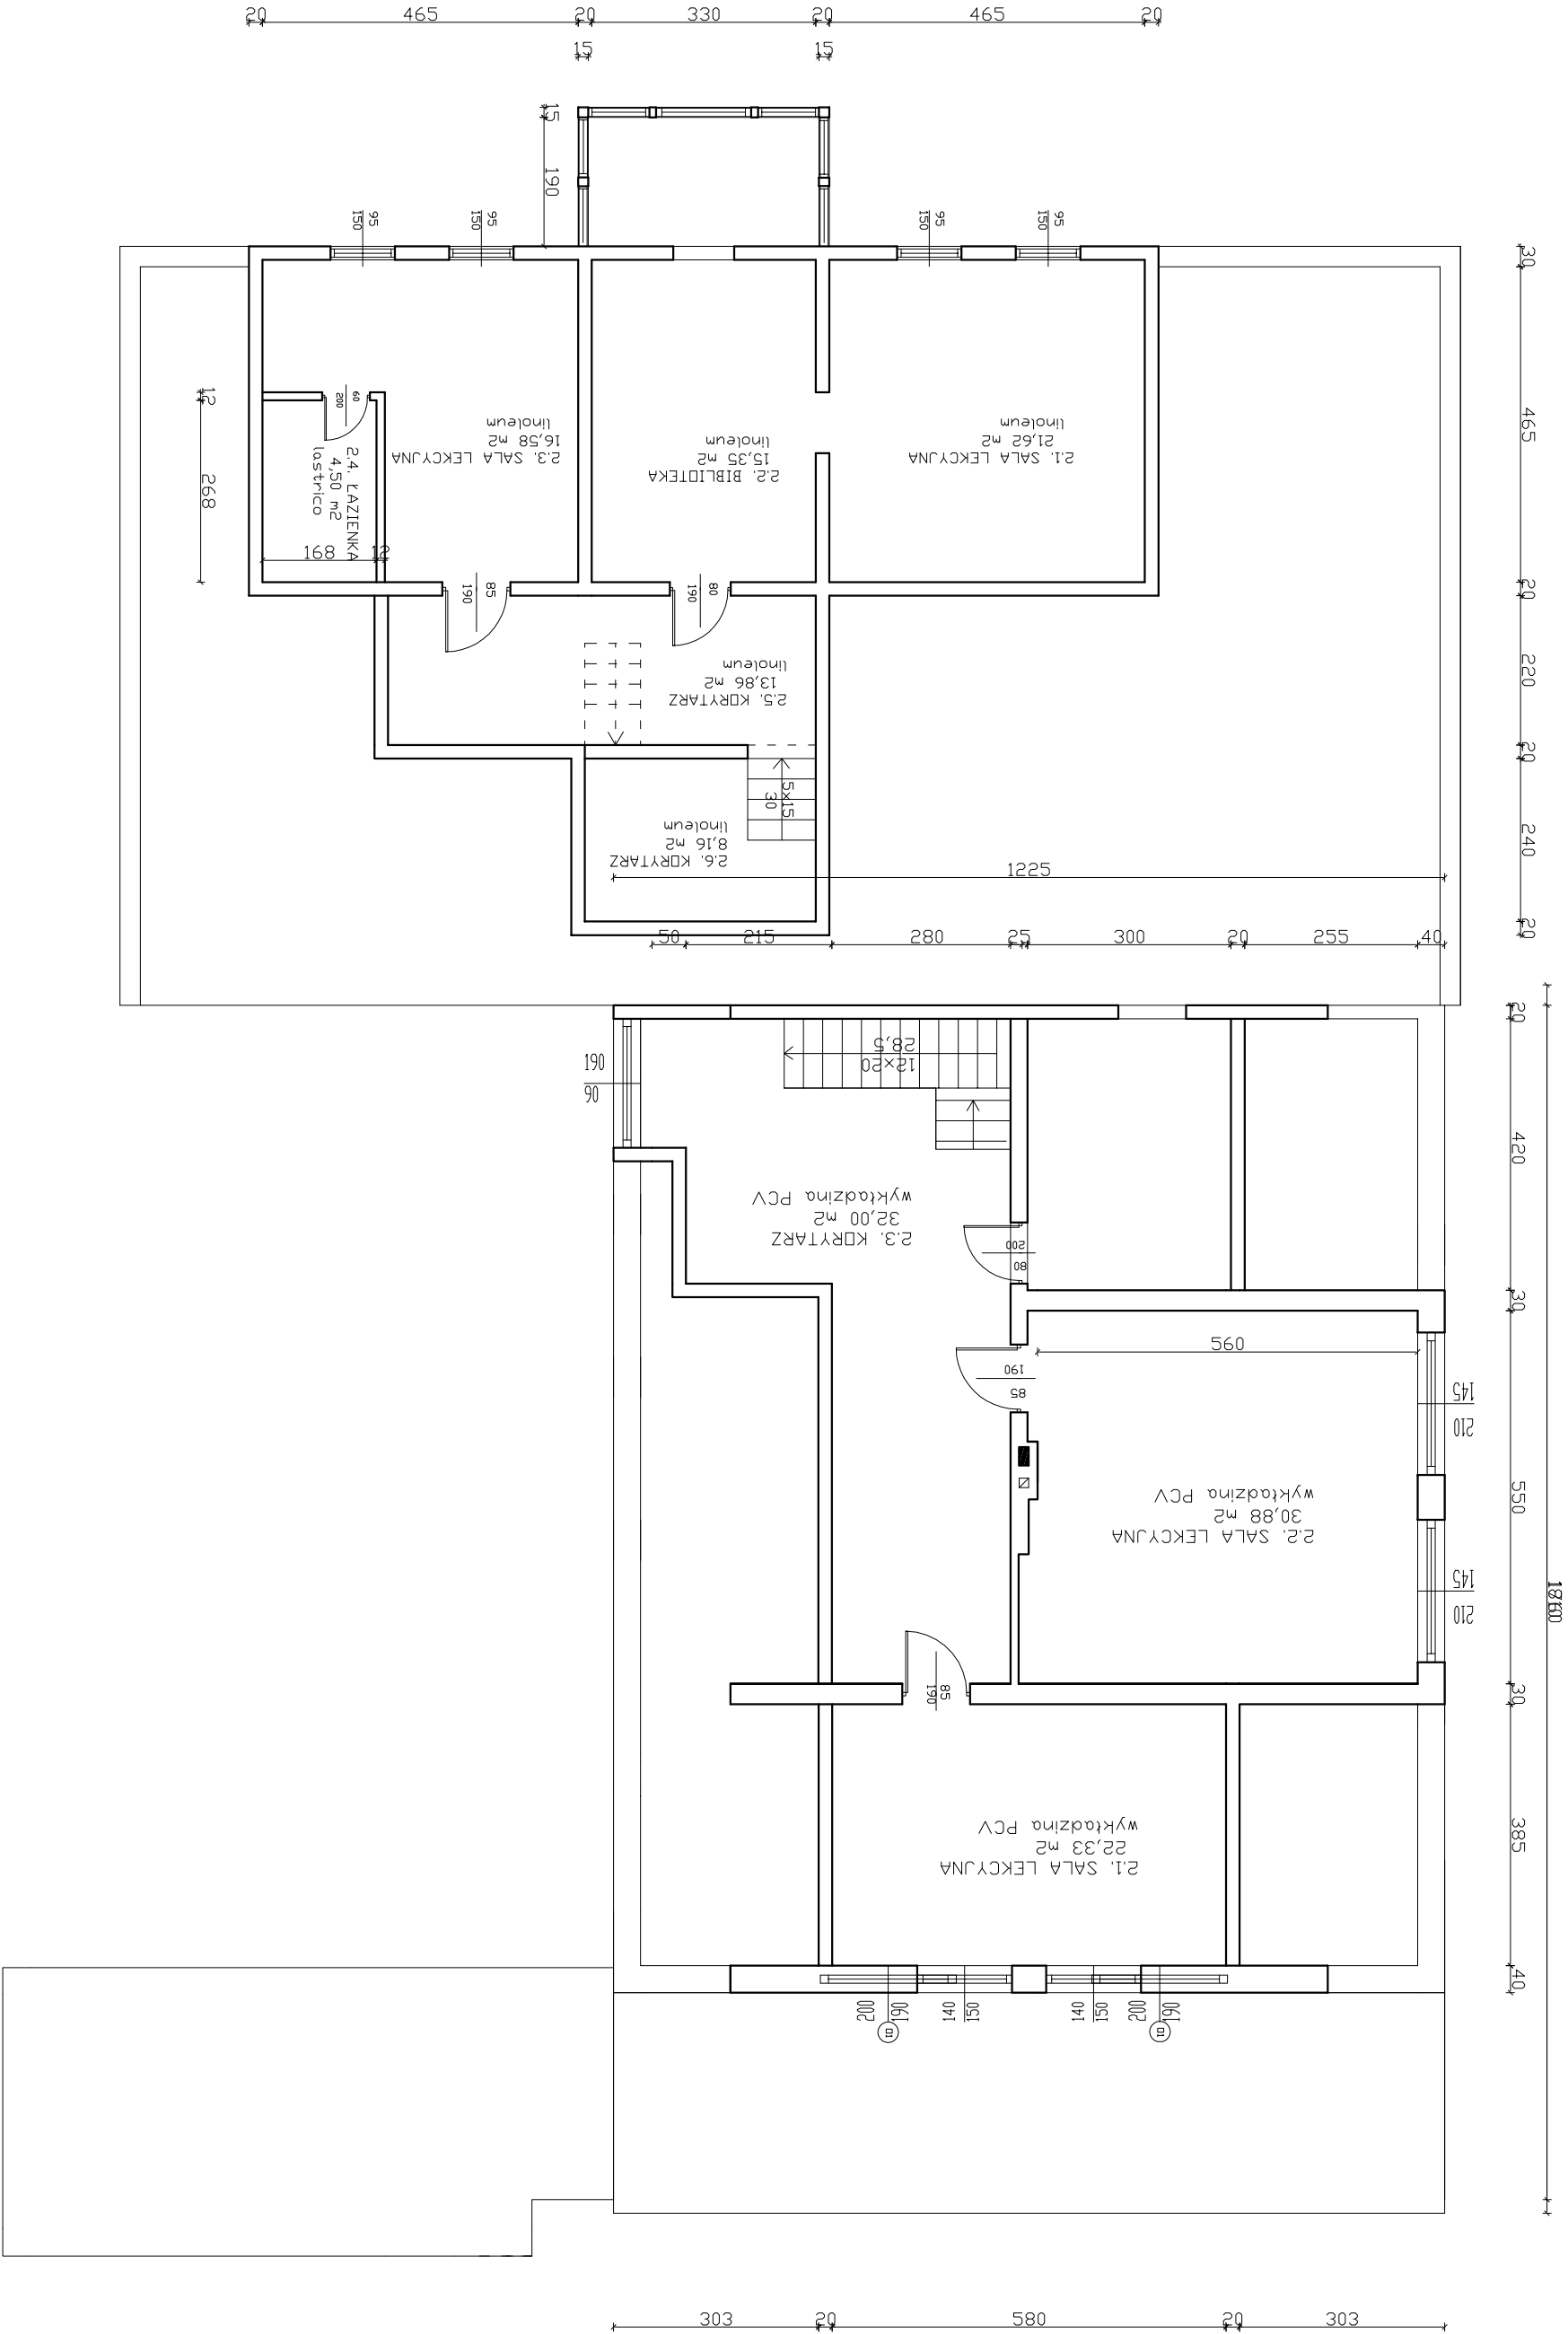 20
465
20
330
20
465
20
15
15
15
190
95
150
95
150
95
150
95
150
30
465
20
220
20
240
20
12
268
60
200
2.4. ŁAZIENKA
4,50 m2
lastrico
168
12
2.3. SALA LEKCYJNA
16,58 m2
linoleum
2.2. BIBLIOTEKA
15,35 m2
linoleum
2.1. SALA LEKCYJNA
21,62 m2
linoleum
85
190
80
190
2.5. KORYTARZ
13,86 m2
linoleum
5x15
30
2.6. KORYTARZ
8,16 m2
linoleum
1225
50
215
280
25
300
20
255
40
20
420
30
550
30
385
40
190
90
12x20
28,5
2.3. KORYTARZ
32,00 m2
wykładzina PCV
80
200
85
190
560
145
210
145
210
2.2. SALA LEKCYJNA
30,88 m2
wykładzina PCV
85
190
2.1. SALA LEKCYJNA
22,33 m2
wykładzina PCV
200
190
140
150
140
150
200
190
303
20
580
20
303